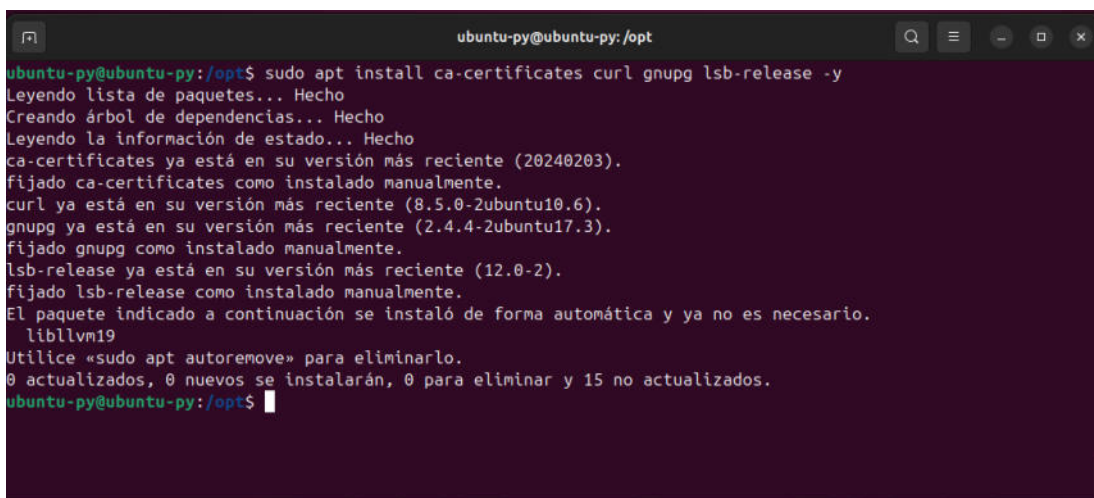 ubuntu-py@ubuntu-py: /opt
ubuntu-py@ubuntu-py:/opt$ sudo apt install ca-certificates curl gnupg lsb-release -y
Leyendo lista de paquetes... Hecho
Creando árbol de dependencias... Hecho
Leyendo la información de estado... Hecho
ca-certificates ya está en su versión más reciente (20240203).
fijado ca-certificates como instalado manualmente.
curl ya está en su versión más reciente (8.5.0-2ubuntu10.6).
gnupg ya está en su versión más reciente (2.4.4-2ubuntu17.3).
fijado gnupg como instalado manualmente.
lsb-release ya está en su versión más reciente (12.0-2).
fijado lsb-release como instalado manualmente.
El paquete indicado a continuación se instaló de forma automática y ya no es necesario.
  libllvm19
Utilice «sudo apt autoremove» para eliminarlo.
0 actualizados, 0 nuevos se instalarán, 0 para eliminar y 15 no actualizados.
ubuntu-py@ubuntu-py:/opt$